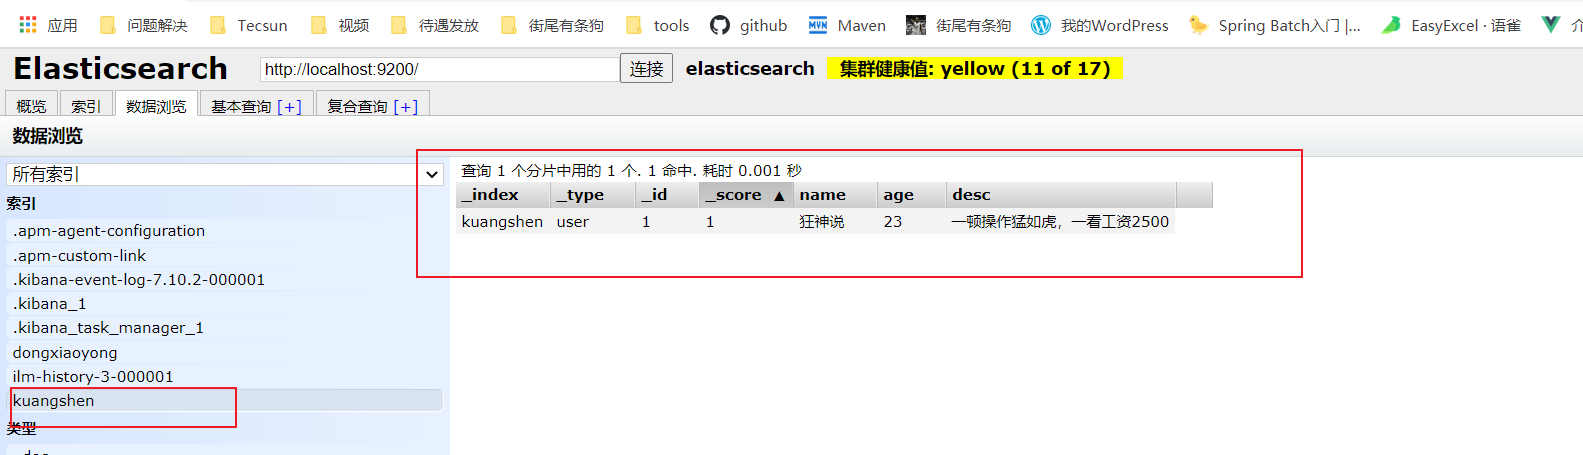 应用 问题解决 Tecsun 视频 待遇发放 街尾有条狗 tools github Maven 街尾有条狗 我的WordPress Spring Batch入门 |... EasyExcel · 语雀 介
Elasticsearch http://localhost:9200/ 连接 elasticsearch 集群健康值: yellow (11 of 17)
概览 索引 数据浏览 基本查询 [+] 复合查询 [+]
数据浏览
所有索引
索引
.apm-agent-configuration
.apm-custom-link
.kibana-event-log-7.10.2-000001
.kibana_1
.kibana_task_manager_1
dongxiaoyong
ilm-history-3-000001
kuangshen
类型
查询 1 个分片中用的 1 个. 1 命中. 耗时 0.001 秒
_index _type _id _score ▲ name age desc
kuangshen user 1 1 狂神说 23 一顿操作猛如虎，一看工资2500